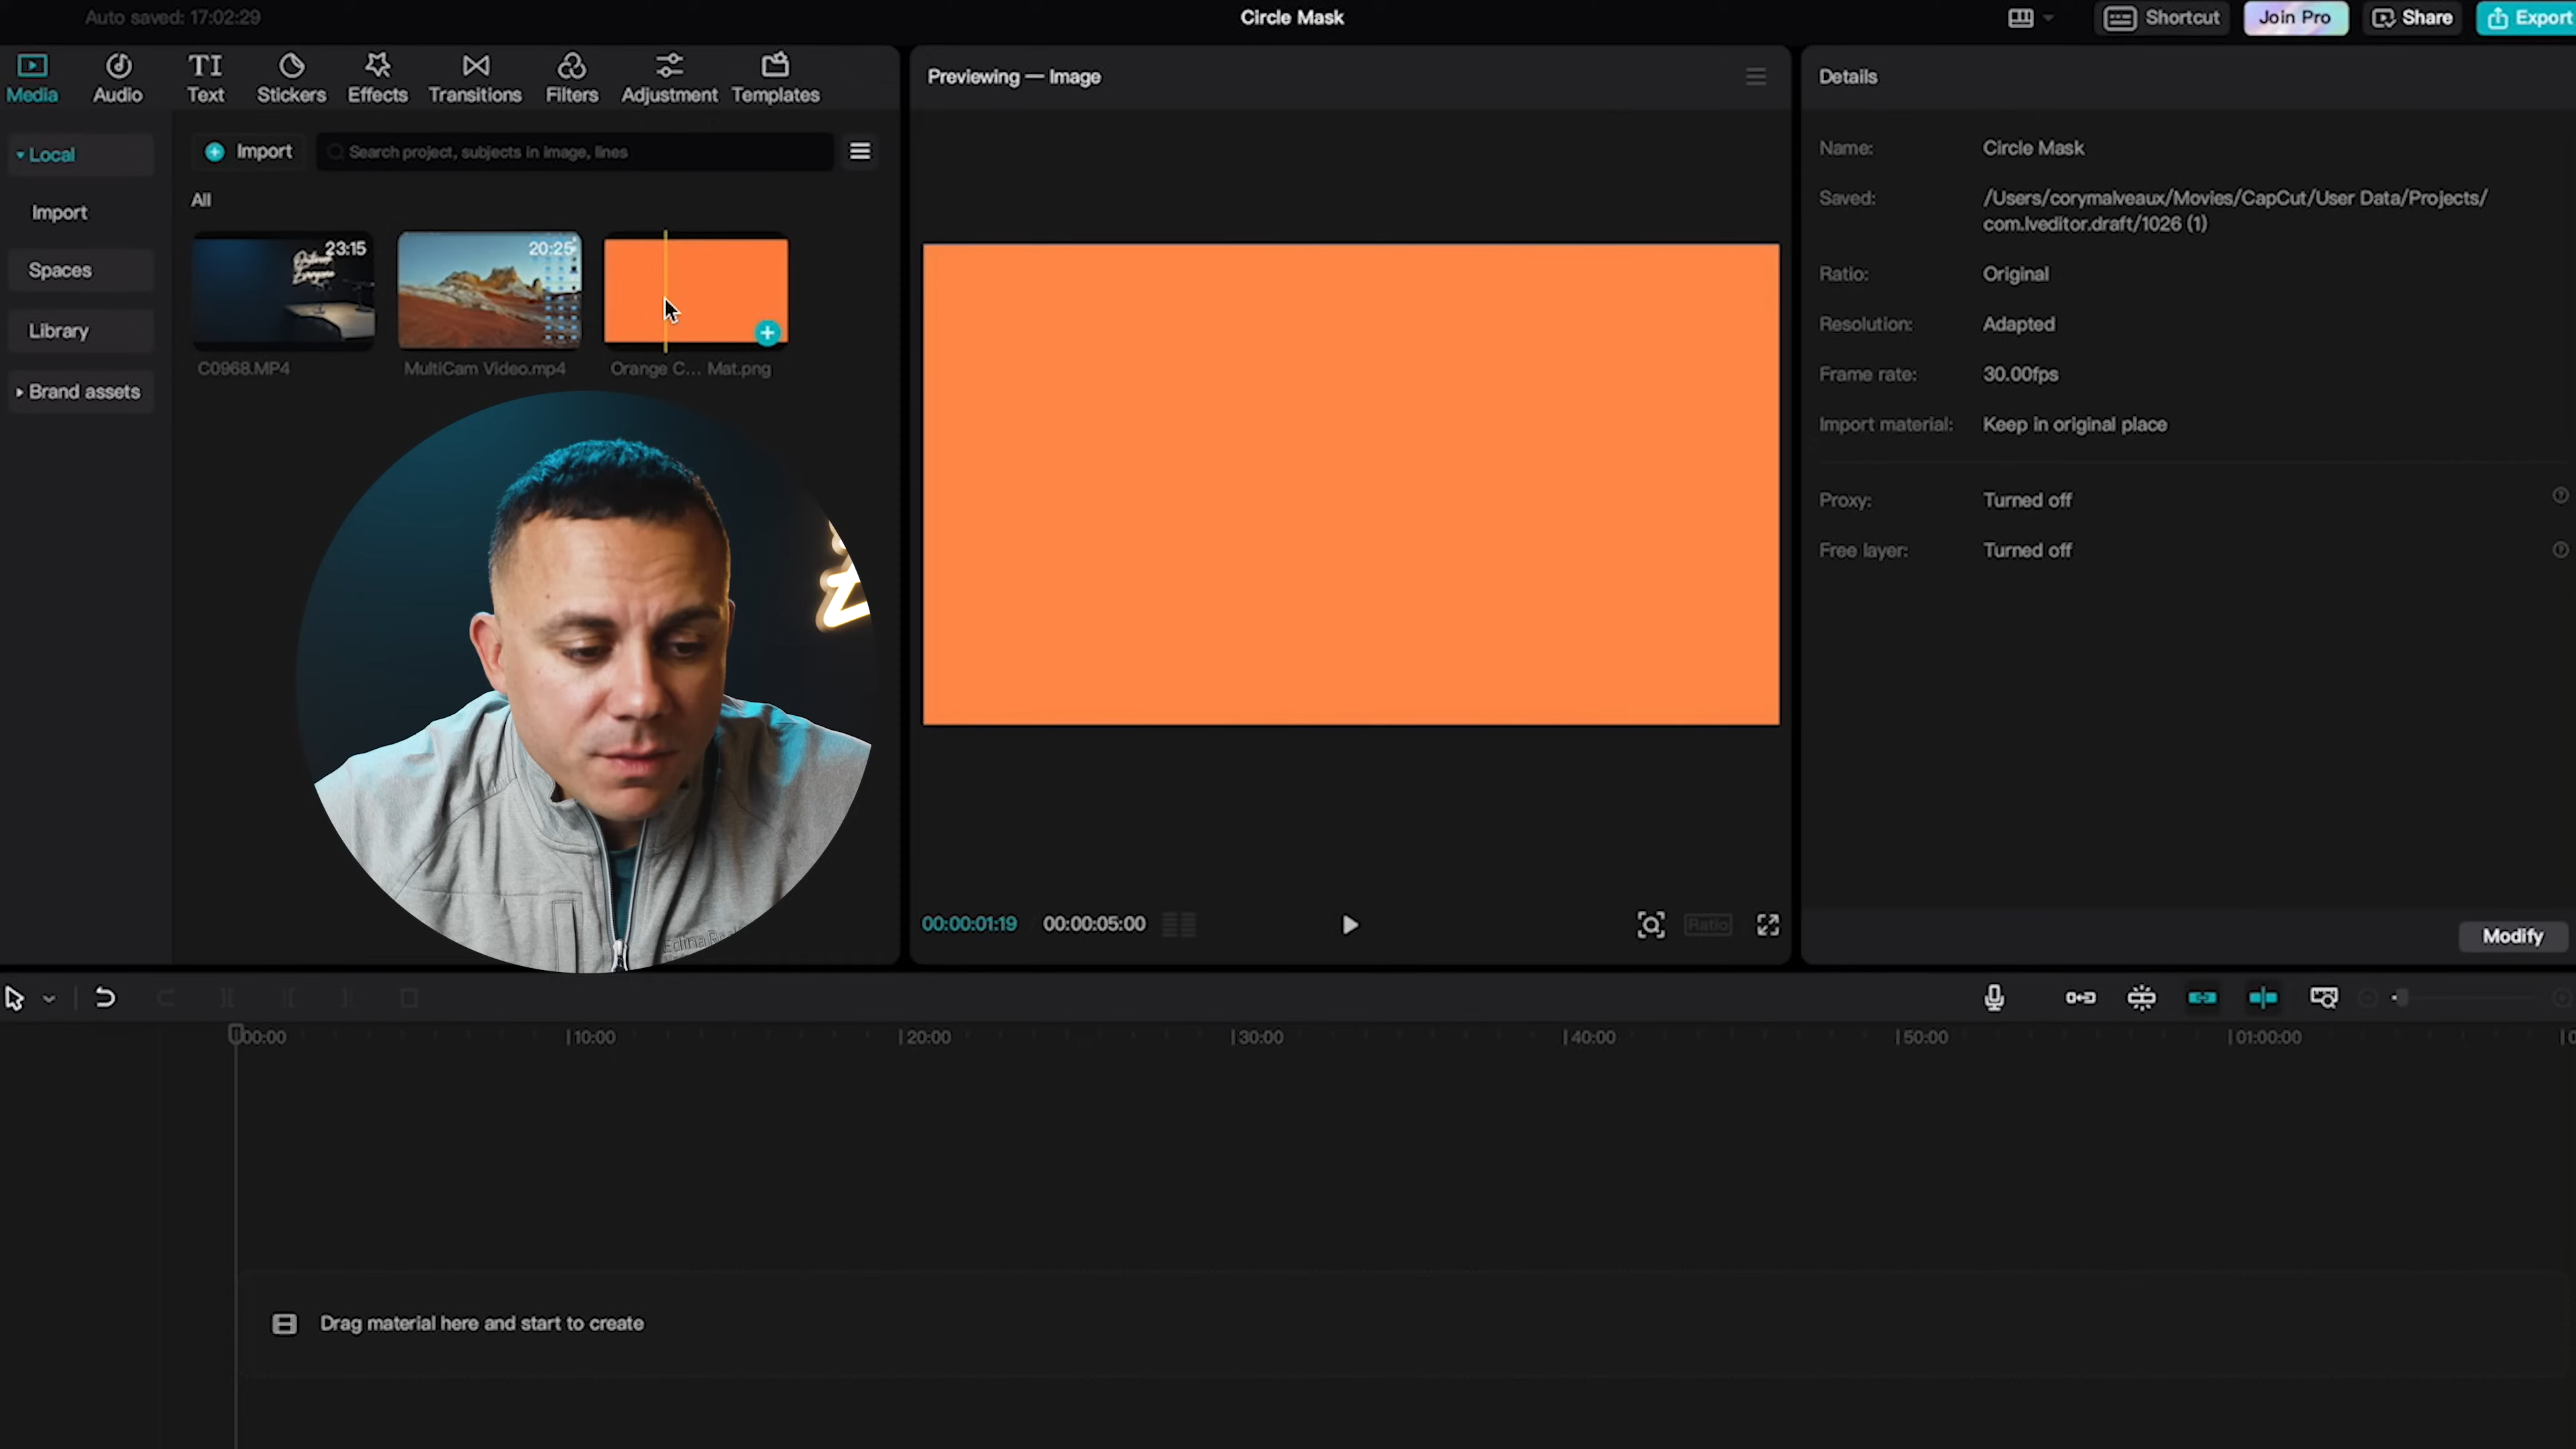 Auto saved: 17:02:29
Circle Mask
Shortcut
Join Pro
Share
Export
Media
Audio
TI
Text
Stickers
Effects
Transitions
Filters
Adjustment
Templates
Previewing — Image
Details
Local
Import
Search project, subjects in image, lines
Import
All
Spaces
Library
Brand assets
23:15
20:25
C0968.MP4
MultiCam Video.mp4
Orange C... Mat.png
Name: Circle Mask
Saved: /Users/corymalveaux/Movies/CapCut/User Data/Projects/
com.lveditor.draft/1026 (1)
Ratio: Original
Resolution: Adapted
Frame rate: 30.00fps
Import material: Keep in original place
Proxy: Turned off
Free layer: Turned off
00:00:01:19
00:00:05:00
Ratio
Modify
00:00
10:00
20:00
30:00
40:00
50:00
01:00:00
Drag material here and start to create